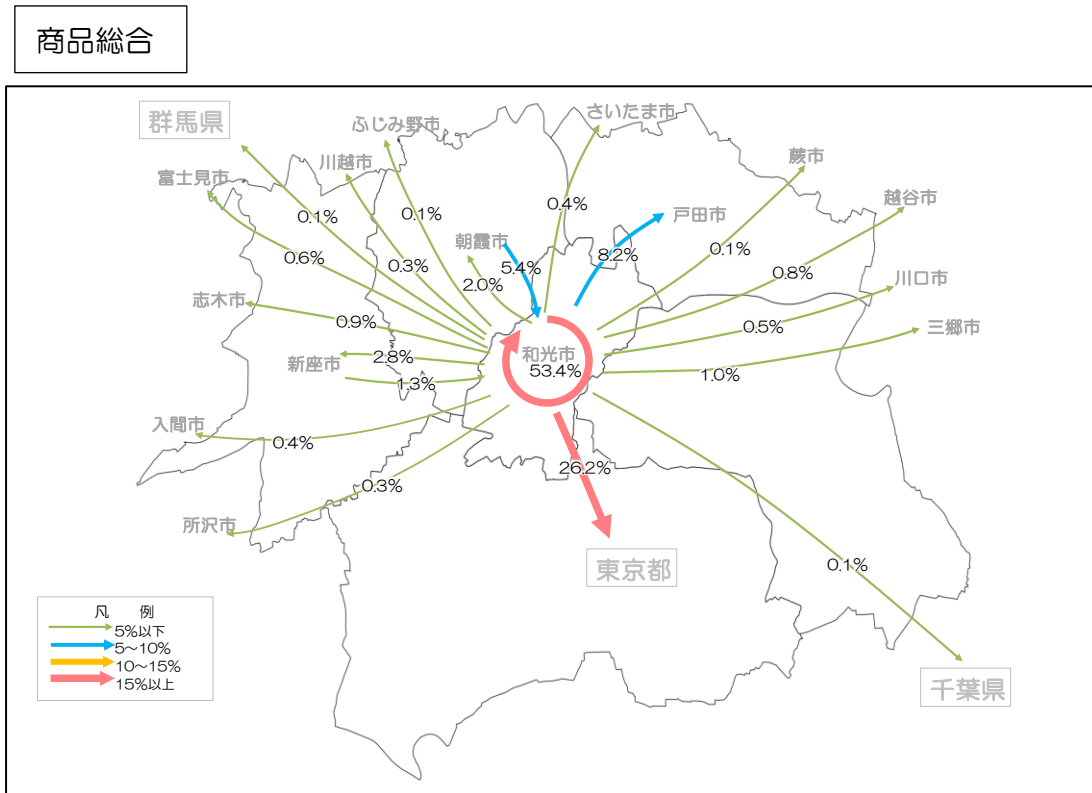 商品総合
群馬県
ふじみ野市
さいたま市
川越市
蕨市
富士見市
越谷市
0.1%
0.1%
0.4%
戸田市
朝霞市
8.2%
0.1%
0.6%
0.3%
5.4%
2.0%
0.8%
川口市
志木市
0.9%
0.5%
三郷市
和光市
53.4%
新座市
2.8%
1.3%
1.0%
入間市
0.4%
26.2%
0.3%
所沢市
東京都
0.1%
凡 例
5%以下
5~10%
10~15%
15%以上
千葉県